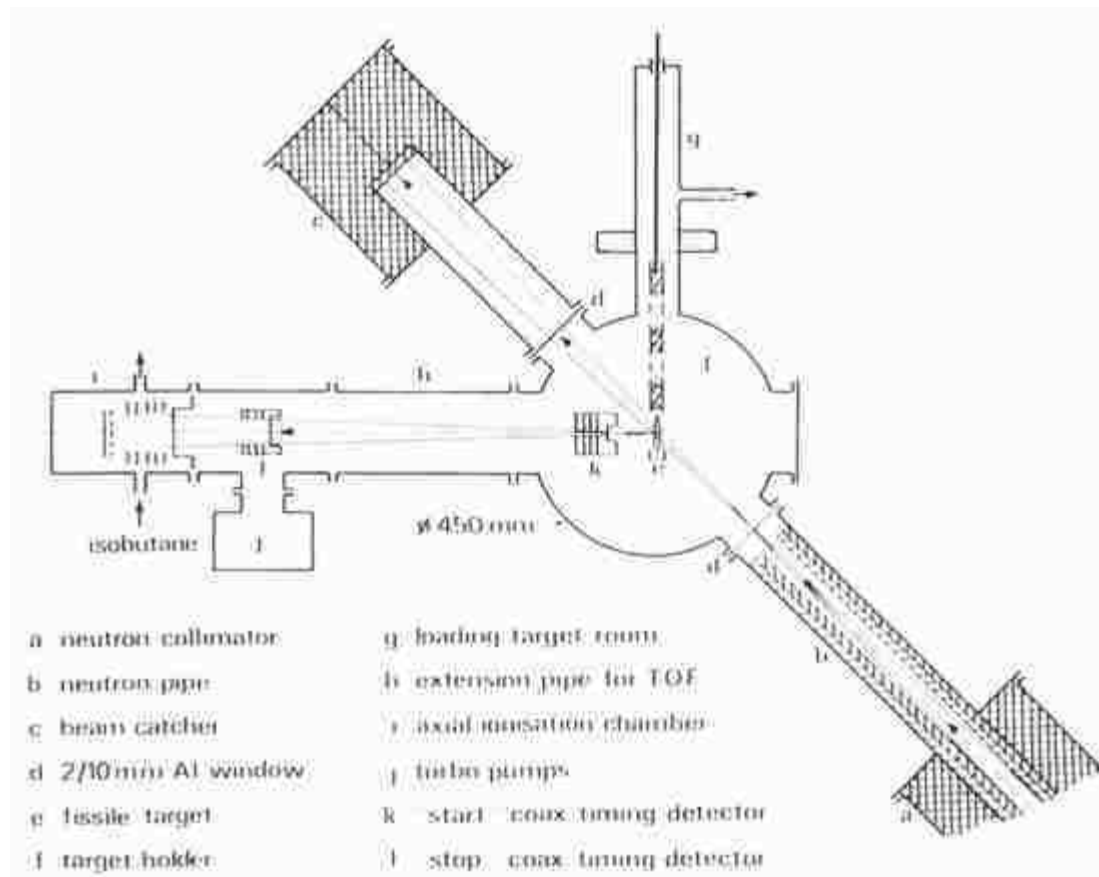 g
c
d
i
h
f
k
e
l
isobutane
j
ø 450 mm
d
b
a
a neutron collimator
b neutron pipe
c beam catcher
d 2/10 mm Al window
e fissile target
f target holder
g loading target room
h extension pipe for TOF
i axial ionisation chamber
j turbo pumps
k start coax timing detector
l stop coax timing detector